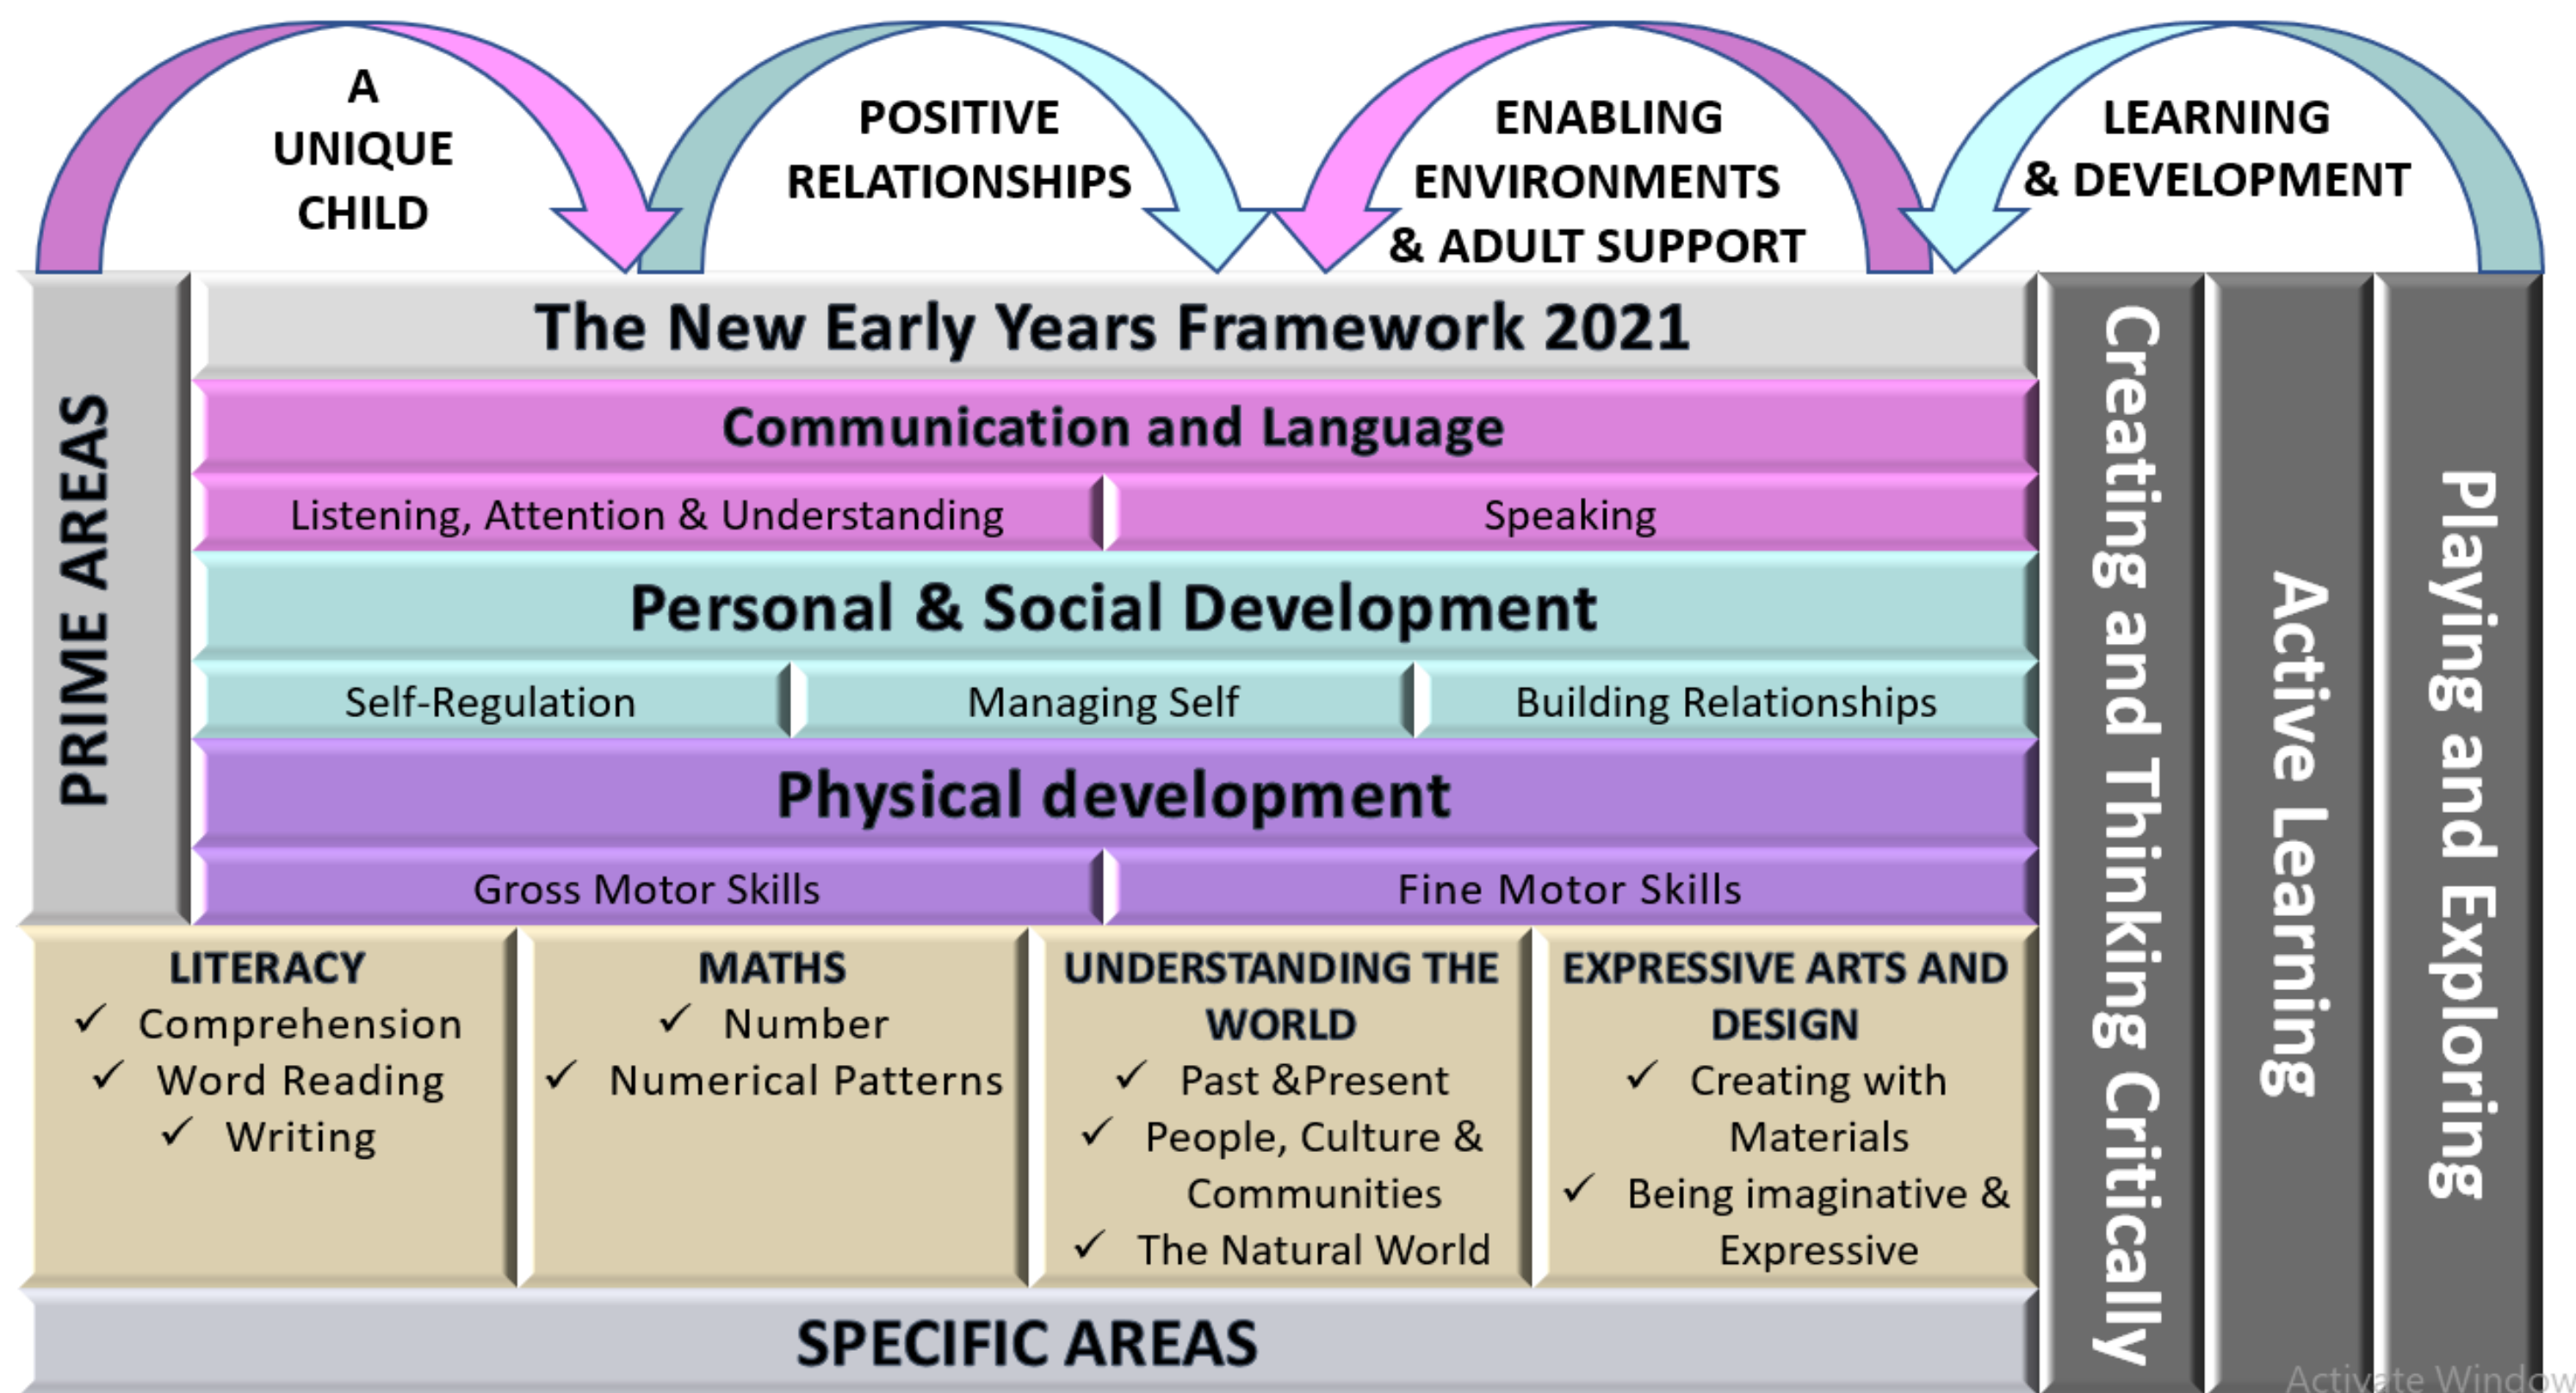 A
UNIQUE
CHILD
POSITIVE
RELATIONSHIPS
ENABLING
ENVIRONMENTS
& ADULT SUPPORT
LEARNING
& DEVELOPMENT
PRIME AREAS
The New Early Years Framework 2021
Communication and Language
Listening, Attention & Understanding
Speaking
Personal & Social Development
Self-Regulation
Managing Self
Building Relationships
Physical development
Gross Motor Skills
Fine Motor Skills
LITERACY
✓ Comprehension
✓ Word Reading
✓ Writing
MATHS
✓ Number
✓ Numerical Patterns
UNDERSTANDING THE
WORLD
✓ Past &Present
✓ People, Culture &
Communities
✓ The Natural World
EXPRESSIVE ARTS AND
DESIGN
✓ Creating with
Materials
✓ Being imaginative &
Expressive
SPECIFIC AREAS
Creating and Thinking Critically
Active Learning
Playing and Exploring
Activate Window